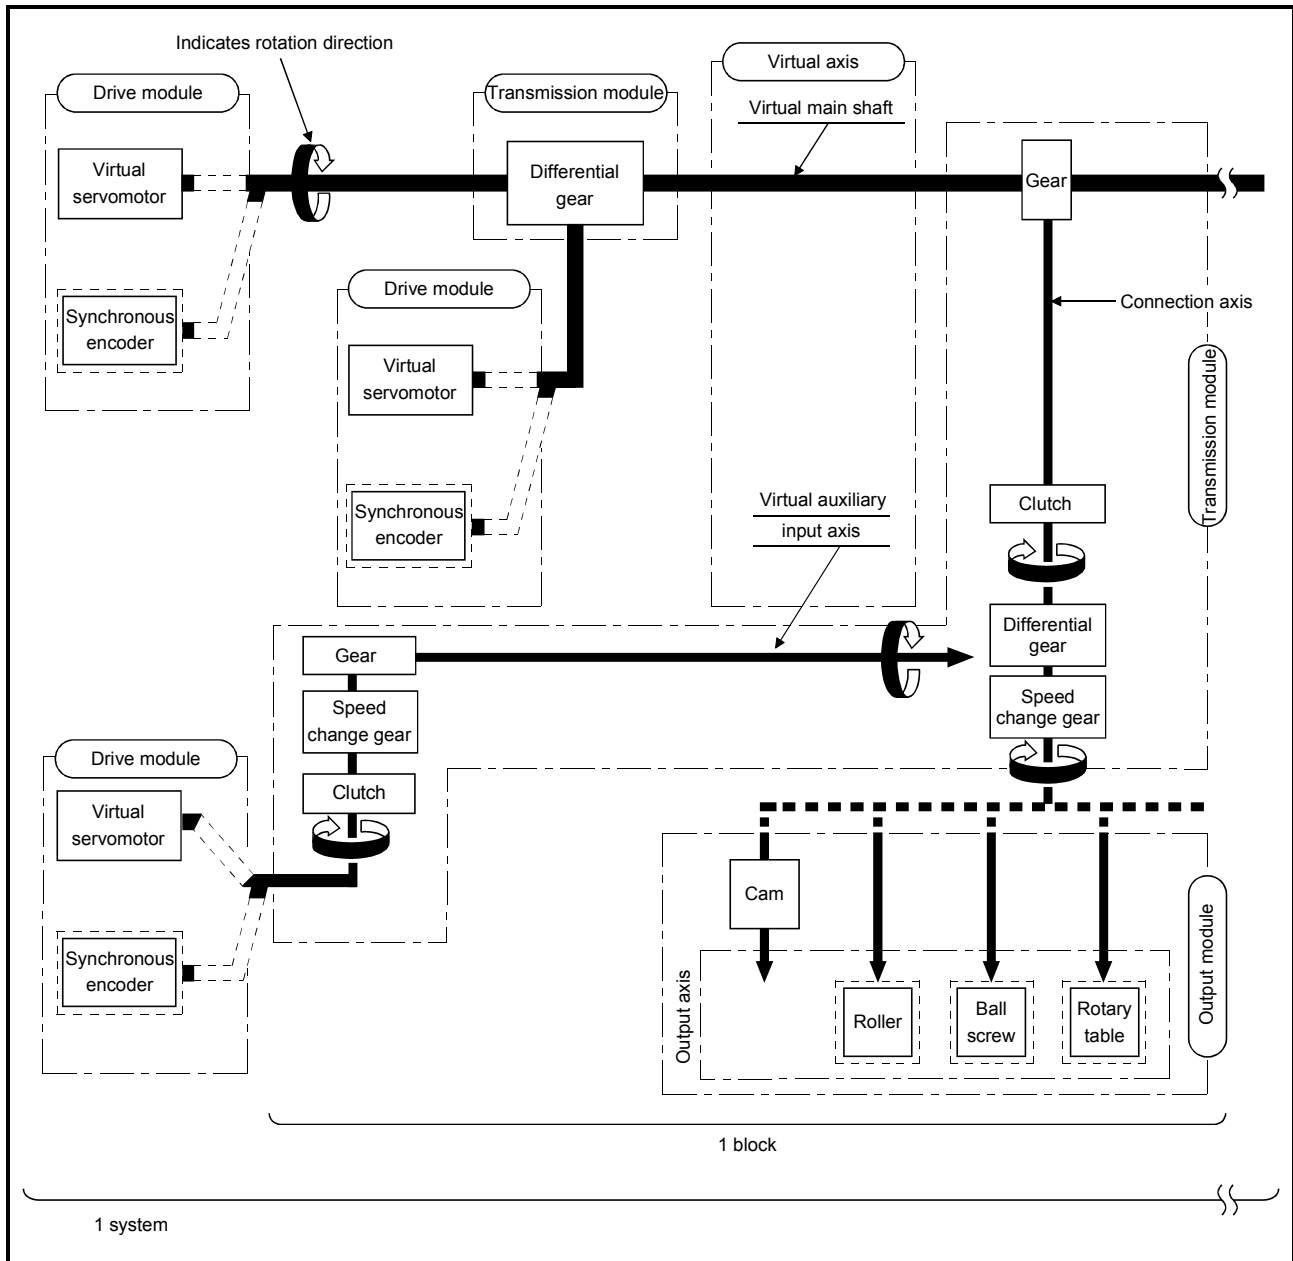 Indicates rotation direction
Virtual axis
Drive module
Transmission module
Virtual main shaft
Virtual
servomotor
Differential
gear
Gear
Drive module
Connection axis
Synchronous
encoder
Virtual
servomotor
Transmission module
Virtual auxiliary
input axis
Clutch
Synchronous
encoder
Differential
gear
Gear
Speed
change gear
Speed
change gear
Drive module
Clutch
Virtual
servomotor
Cam
Output module
Synchronous
encoder
Output axis
Roller
Ball
screw
Rotary
table
1 block
1 system